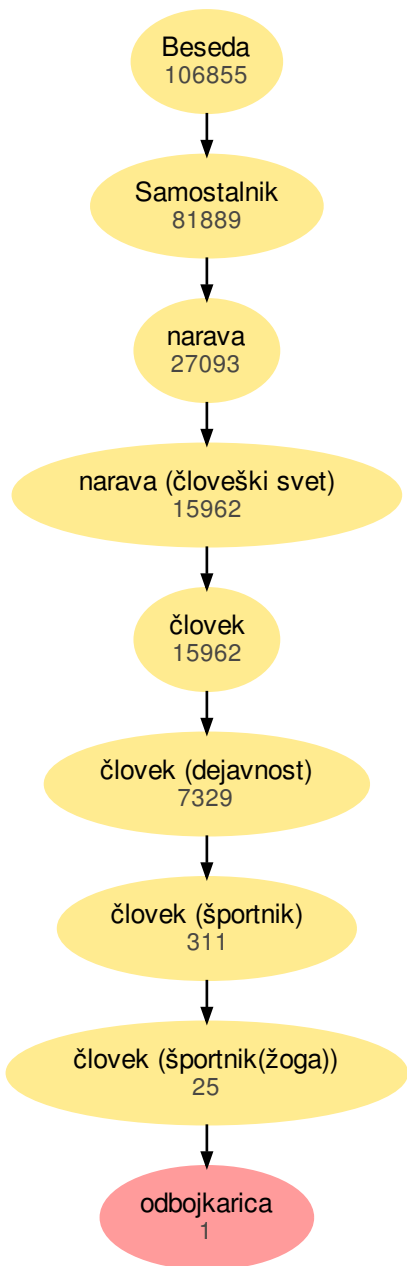 Beseda
106855
Samostalnik
81889
narava
27093
narava (človeški svet)
15962
človek
15962
človek (dejavnost)
7329
človek (športnik)
311
človek (športnik(žoga))
25
odbojkarica
1